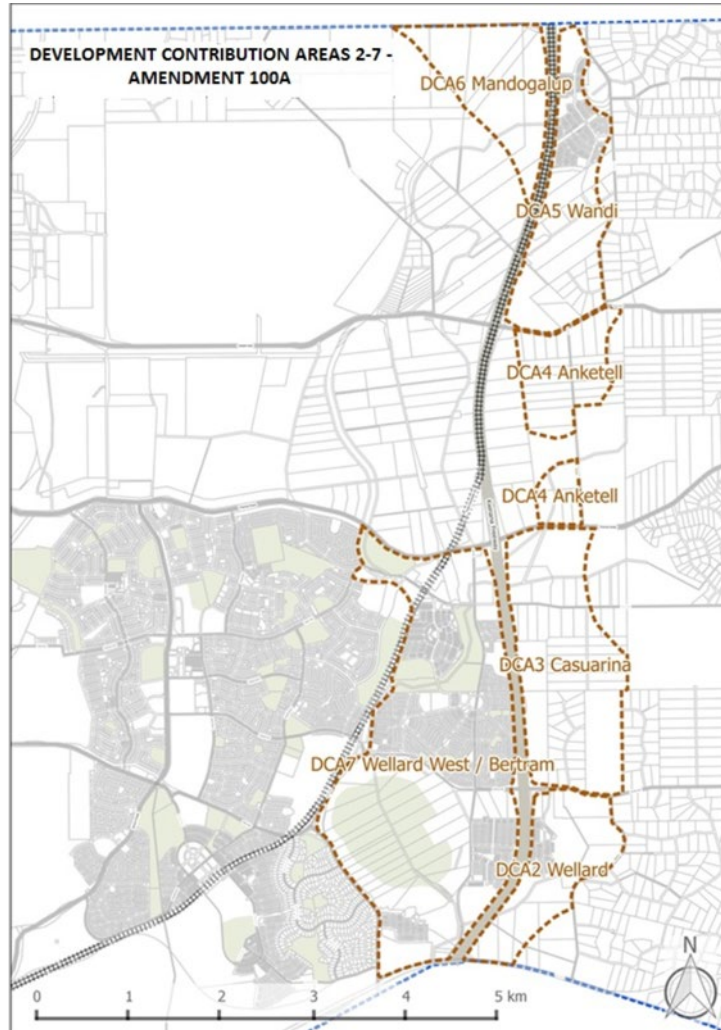 DEVELOPMENT CONTRIBUTION AREAS 2-7 -
AMENDMENT 100A
DCA6 Mandogalup
DCA5 Wandi
DCA4 Anketell
DCA4 Anketell
DCA3 Casuarina
DCA7 Wellard West / Bertram
DCA2 Wellard
N
0 1 2 3 4 5 km